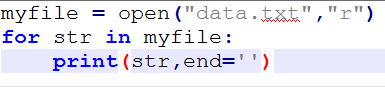 myfile = open("data.txt","r")
for str in myfile:
    print(str,end='')